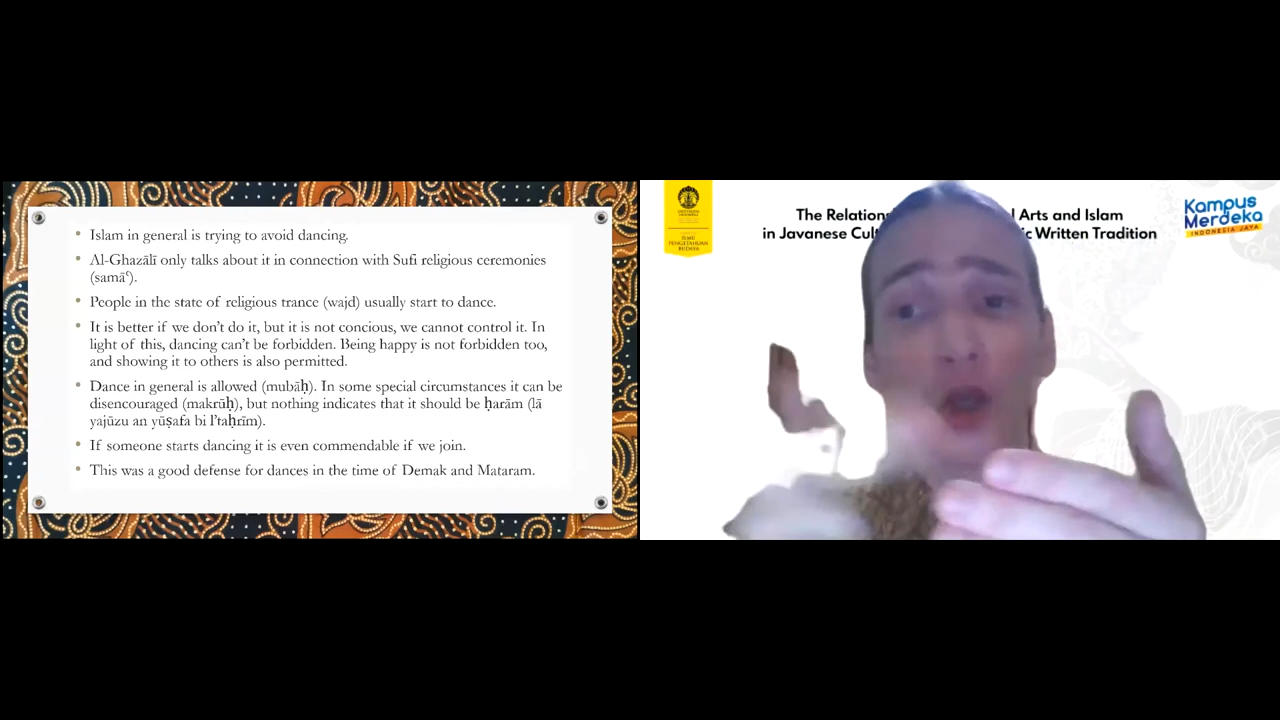 Islam in general is trying to avoid dancing.
Al-Ghazālī only talks about it in connection with Sufi religious ceremonies
(samāʿ).
People in the state of religious trance (wajd) usually start to dance.
It is better if we don't do it, but it is not concious, we cannot control it. In
light of this, dancing can't be forbidden. Being happy is not forbidden too,
and showing it to others is also permitted.
Dance in general is allowed (mubāḥ). In some special circumstances it can be
disencouraged (makrūḥ), but nothing indicates that it should be ḥarām (lā
yajūzu an yūṣafa bi l'taḥrīm).
If someone starts dancing it is even commendable if we join.
This was a good defense for dances in the time of Demak and Mataram.
The l Arts and Islam
in Javanese Written Tradition
ILMU
PENGETAHUAN
BUDAYA
Kampus
Merdeka
INDONESIA JAYA